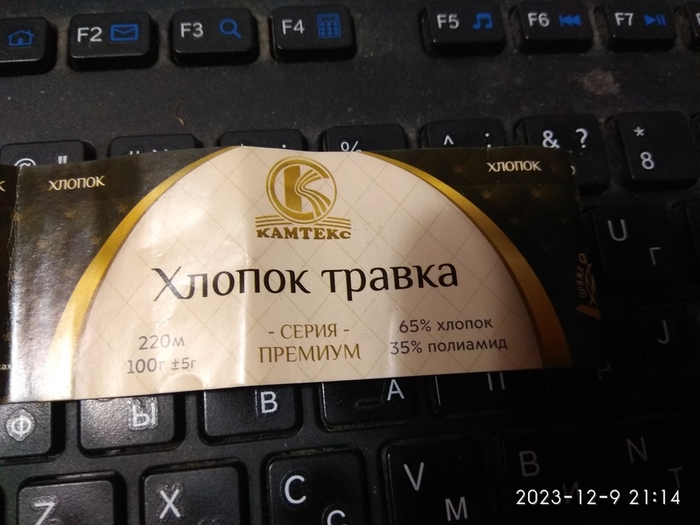 F2
F3
F4
F5
F6
F7
%
& ?
*
8
ХЛОПОК
ХЛОПОК
КАМТЕКС
Хлопок травка
220м
100г ±5г
- СЕРИЯ -
ПРЕМИУМ
65% хлопок
35% полиамид
U
Г
J
Ф
Ы
В
А
П
Z
X
C
С
V
М
B
И
N
Т
2023-12-9 21:14